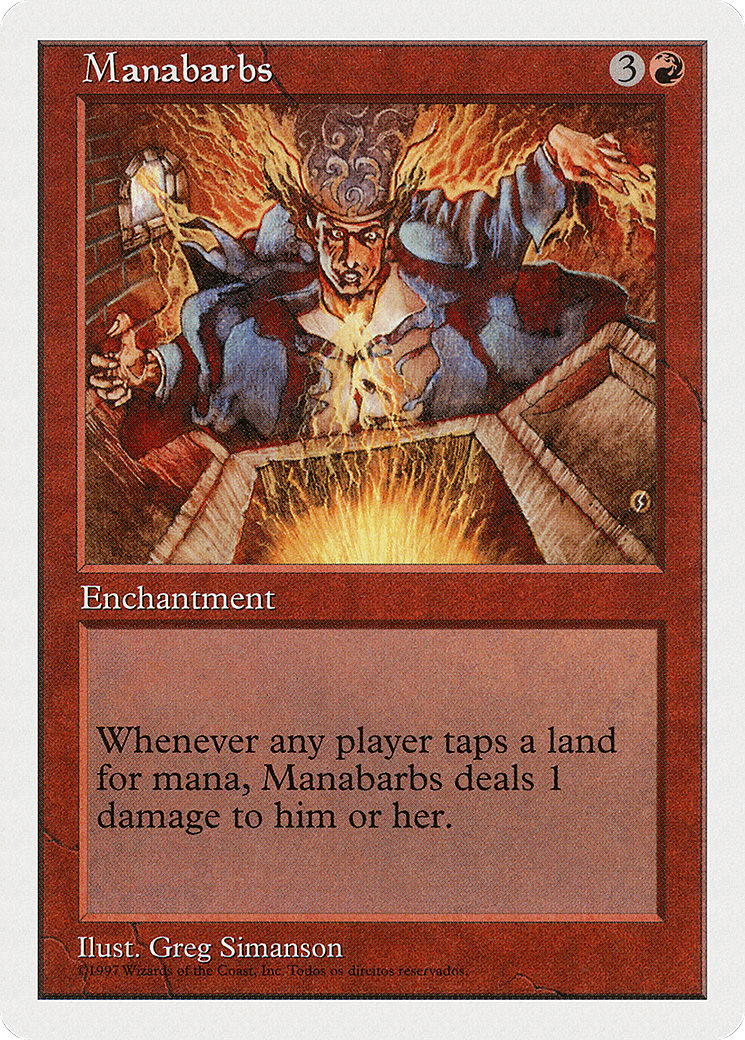 Manabarbs 3
Enchantment
Whenever any player taps a land
for mana, Manabarbs deals 1
damage to him or her.
Ilust. Greg Simanson
©1997 Wizards of the Coast, Inc. Todos os direitos reservados.